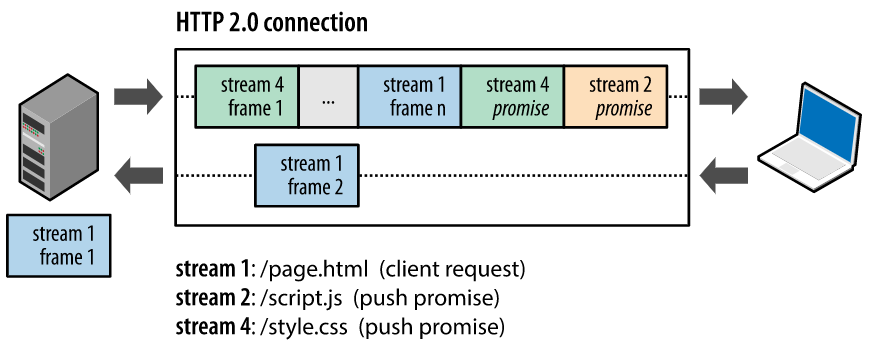 HTTP 2.0 connection
stream 4
frame 1
...
stream 1
frame n
stream 4
promise
stream 2
promise
stream 1
frame 2
stream 1
frame 1
stream 1: /page.html (client request)
stream 2: /script.js (push promise)
stream 4: /style.css (push promise)